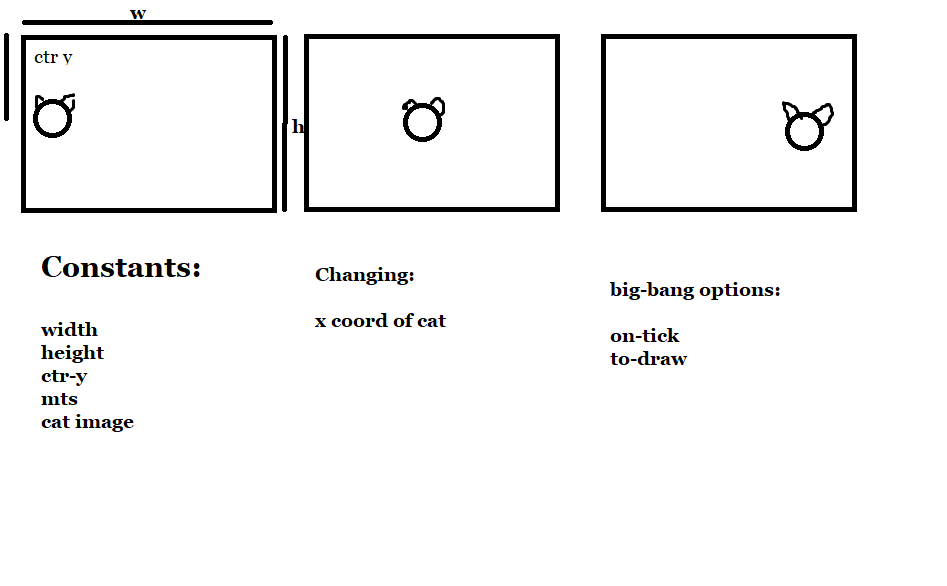 w
ctr y
h
Constants:
width
height
ctr-y
mts
cat image
Changing:
x coord of cat
big-bang options:
on-tick
to-draw